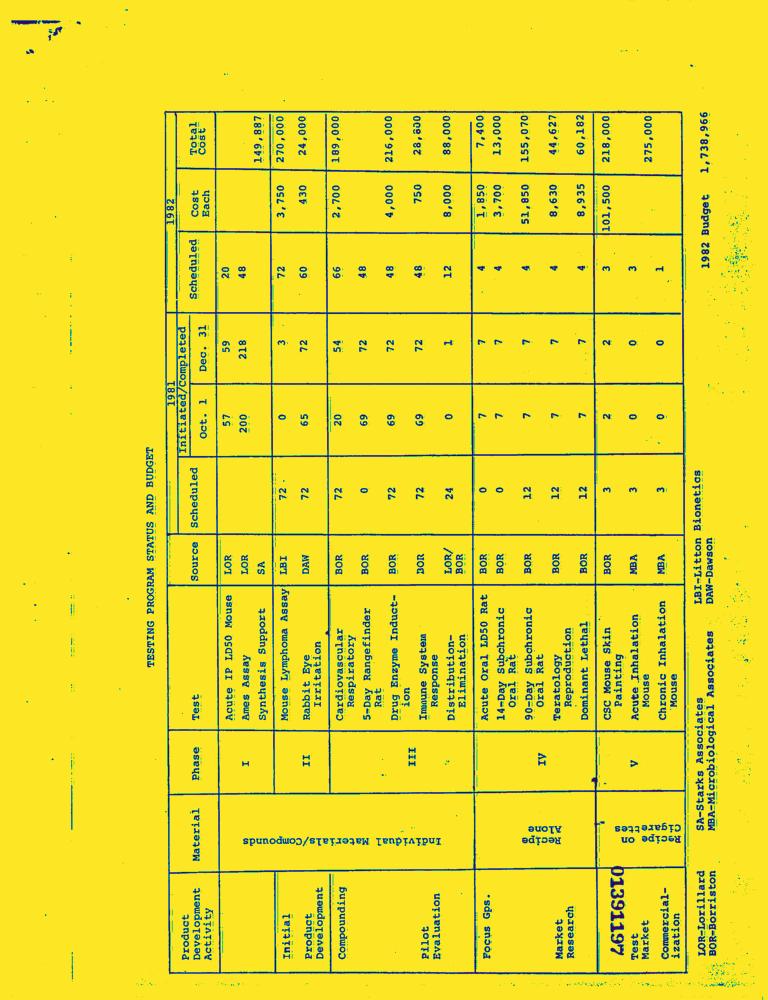 TESTING PROGRAM STATUS AND BUDGET
1981 1982
Product Development Activity Material Phase Test Source Scheduled Initiated/Completed Oct. 1 Dec. 31 Scheduled Cost Each Total Cost
Individual Materials/Compounds
I Acute IP LD50 Mouse LOR 57 59 20
Ames Assay LOR 200 218 48
Synthesis Support SA 149,887
Initial Product Development II Mouse Lymphoma Assay LBI 72 0 3 72 3,750 270,000
Rabbit Eye Irritation DAW 72 65 72 60 430 24,000
Compounding III Cardiovascular Respiratory BOR 72 20 54 66 2,700 189,000
5-Day Rangefinder Rat BOR 0 69 72 48
Pilot Evaluation Drug Enzyme Induct-ion BOR 72 69 72 48 4,000 216,000
Immune System Response BOR 72 69 72 48 750 28,800
Distribution-Elimination LOR/BOR 24 0 1 12 8,000 88,000
Focus Gps. Recipe Alone IV Acute Oral LD50 Rat BOR 0 7 7 4 1,850 7,400
14-Day Subchronic Oral Rat BOR 0 7 7 4 3,700 13,000
90-Day Subchronic Oral Rat BOR 12 7 7 4 51,850 155,070
Market Research Teratology Reproduction BOR 12 7 7 4 8,630 44,627
Dominant Lethal BOR 12 7 7 4 8,935 60,182
Recipe on Cigarettes V CSC Mouse Skin Painting BOR 3 2 2 3 101,500 218,000
Test Market Acute Inhalation Mouse MBA 3 0 0 3 275,000
Commercial-ization Chronic Inhalation Mouse MBA 3 0 0 1
LOR-Lorillard SA-Starks Associates LBI-Litton Bionetics 1982 Budget 1,738,966
BOR-Borriston MBA-Microbiological Associates DAW-Dawson
01391197